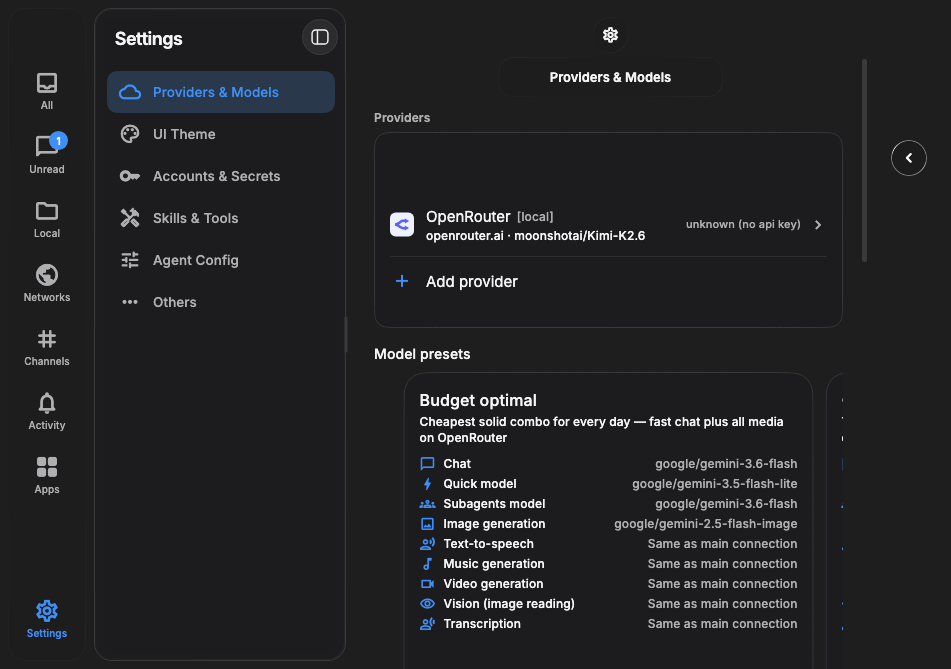 All
1
Unread
Local
Networks
Channels
Activity
Apps
Settings
Settings
Providers & Models
UI Theme
Accounts & Secrets
Skills & Tools
Agent Config
Others
Providers & Models
Providers
OpenRouter [local]
openrouter.ai · moonshotai/Kimi-K2.6
unknown (no api key)
Add provider
Model presets
Budget optimal
Cheapest solid combo for every day — fast chat plus all media
on OpenRouter
Chat google/gemini-3.6-flash
Quick model google/gemini-3.5-flash-lite
Subagents model google/gemini-3.6-flash
Image generation google/gemini-2.5-flash-image
Text-to-speech Same as main connection
Music generation Same as main connection
Video generation Same as main connection
Vision (image reading) Same as main connection
Transcription Same as main connection